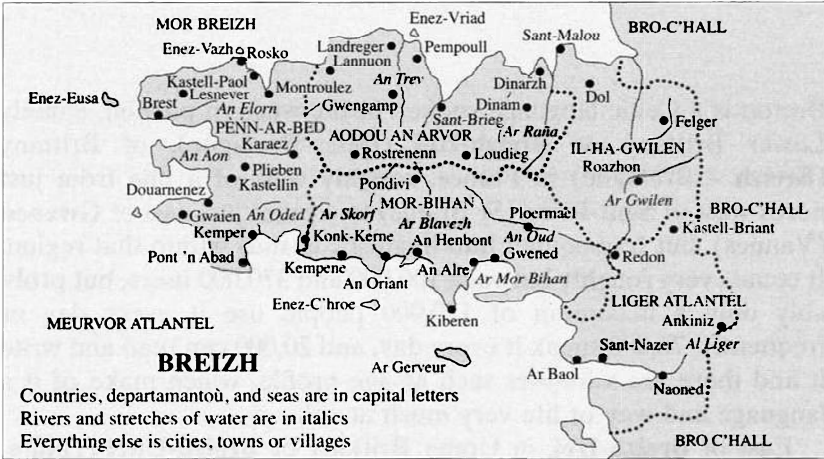 MOR BREIZH
Enez-Vriad
BRO-C'HALL
Sant-Malou
Enez-Vazh
Rosko
Landreger
Lannuon
Pempoull
Kastell-Paol
Lesnever
Montroulez
An Trev
Dinarzh
Dol
Enez-Eusa
Brest
An Elorn
Gwengamp
Sant-Brieg
Dinam
Felger
PENN-AR-BED
AODOU AN ARVOR
Ar Raña
Karaez
Rostrenenn
Loudieg
IL-HA-GWILEN
Roazhon
An Aon
Plieben
Kastellin
Pondivi
Douarnenez
MOR-BIHAN
Ar Gwilen
BRO-C'HALL
Gwaien
An Oded
Ar Skorf
Ar Blavezh
Ploermael
Kastell-Briant
Kemper
Konk-Kerne
An Henbont
An Oud
Gwened
Redon
Pont 'n Abad
Kempene
An Oriant
An Alre
Ar Mor Bihan
Enez-C'hroe
LIGER ATLANTEL
MEURVOR ATLANTEL
Kiberen
Ankiniz
Al Liger
BREIZH
Ar Gerveur
Sant-Nazer
Ar Baol
Naoned
Countries, departamantoù, and seas are in capital letters
Rivers and stretches of water are in italics
Everything else is cities, towns or villages
BRO C'HALL